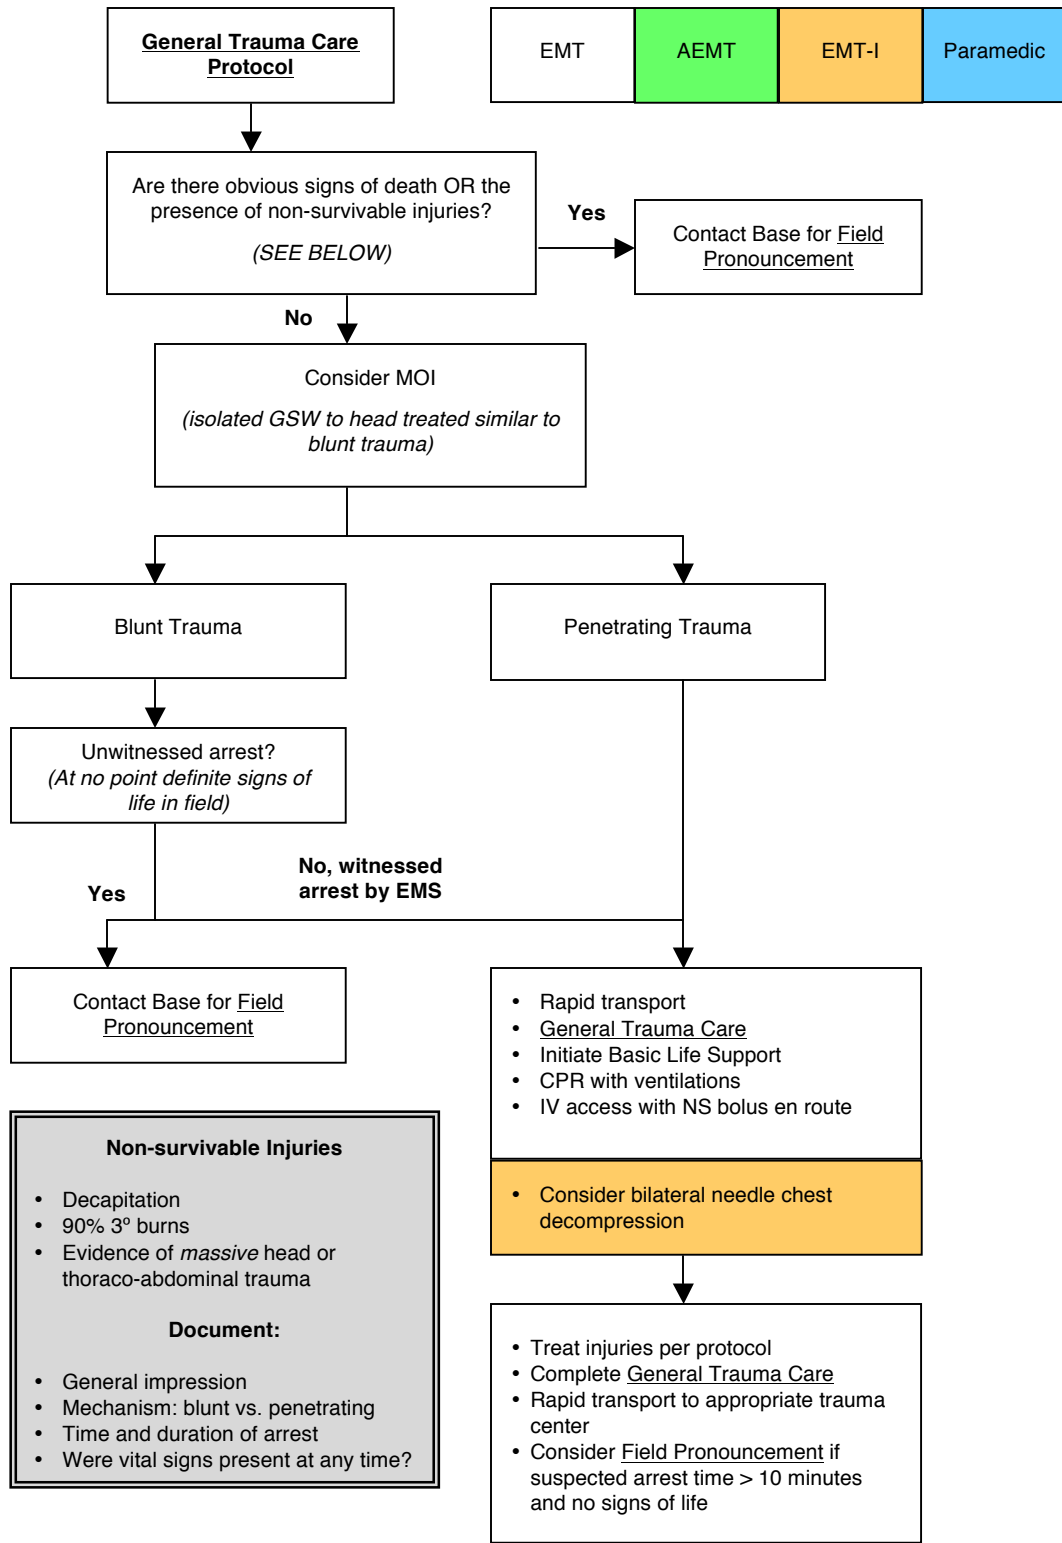 General Trauma Care
Protocol
EMT
AEMT
EMT-I
Paramedic
Are there obvious signs of death OR the
presence of non-survivable injuries?
(SEE BELOW)
Yes
Contact Base for Field
Pronouncement
No
Consider MOI
(isolated GSW to head treated similar to
blunt trauma)
Blunt Trauma
Penetrating Trauma
Unwitnessed arrest?
(At no point definite signs of
life in field)
Yes
No, witnessed
arrest by EMS
Contact Base for Field
Pronouncement
• Rapid transport
• General Trauma Care
• Initiate Basic Life Support
• CPR with ventilations
• IV access with NS bolus en route
• Consider bilateral needle chest
decompression
• Treat injuries per protocol
• Complete General Trauma Care
• Rapid transport to appropriate trauma
center
• Consider Field Pronouncement if
suspected arrest time > 10 minutes
and no signs of life
Non-survivable Injuries
• Decapitation
• 90% 3º burns
• Evidence of massive head or
thoraco-abdominal trauma
Document:
• General impression
• Mechanism: blunt vs. penetrating
• Time and duration of arrest
• Were vital signs present at any time?